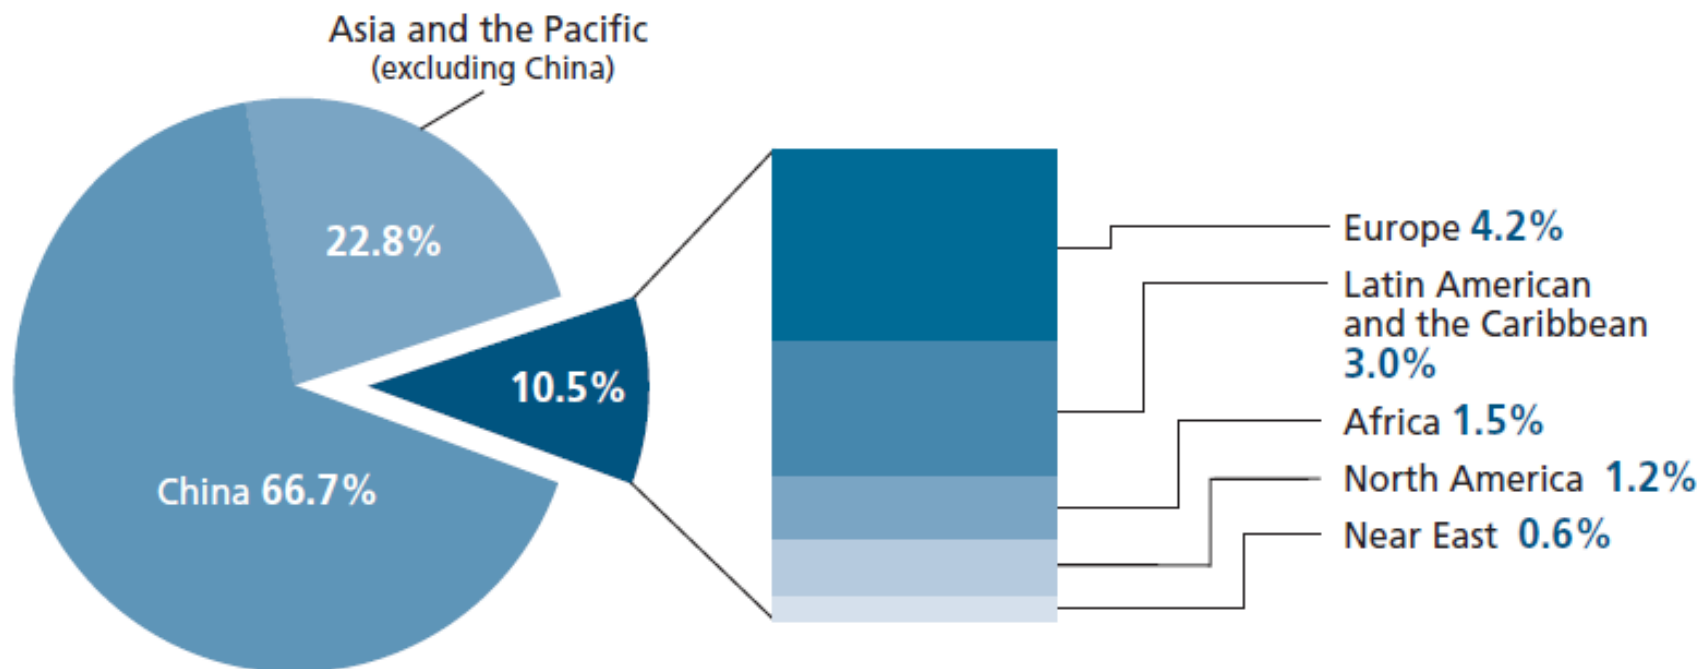 Asia and the Pacific
(excluding China)
22.8%
10.5%
China 66.7%
Europe 4.2%
Latin American
and the Caribbean
3.0%
Africa 1.5%
North America 1.2%
Near East 0.6%